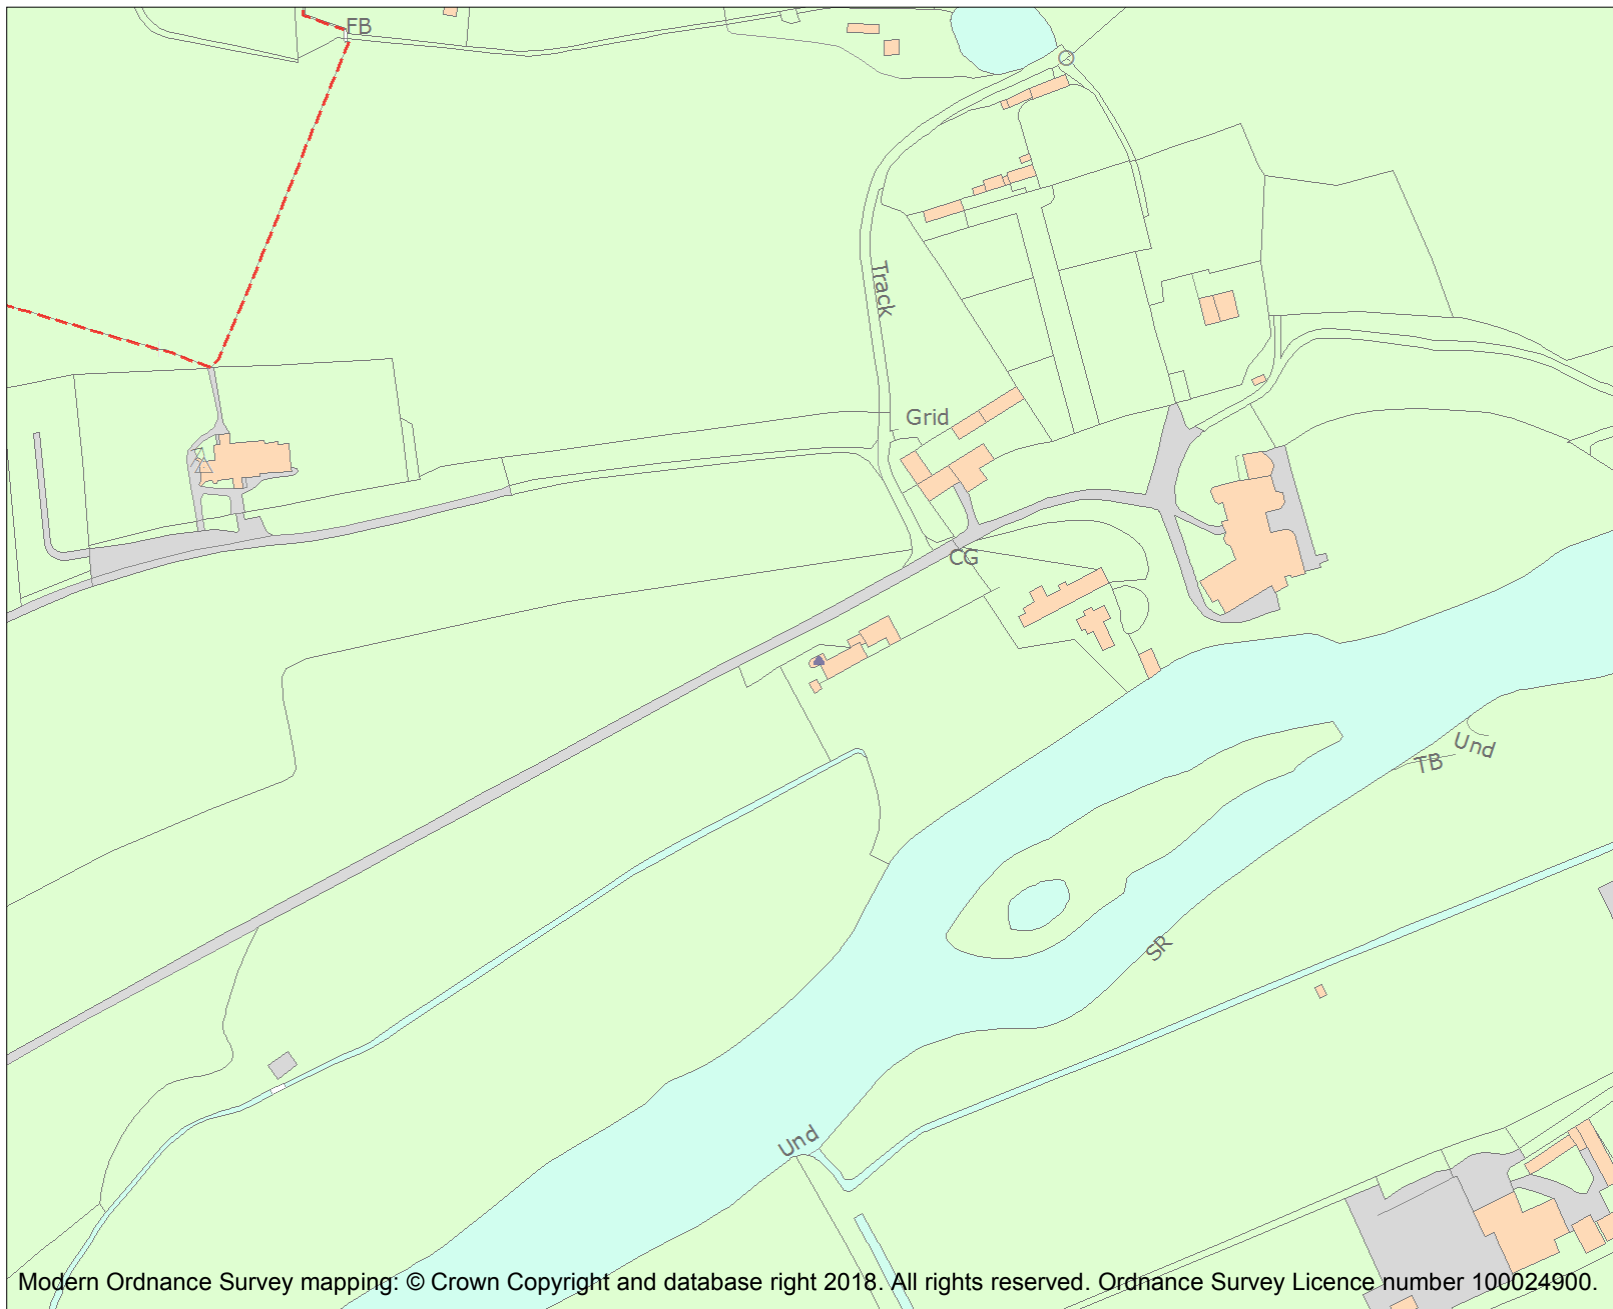 FB
Track
Grid
CG
Und
TB
SR
Und
Modern Ordnance Survey mapping: © Crown Copyright and database right 2018. All rights reserved. Ordnance Survey Licence number 100024900.